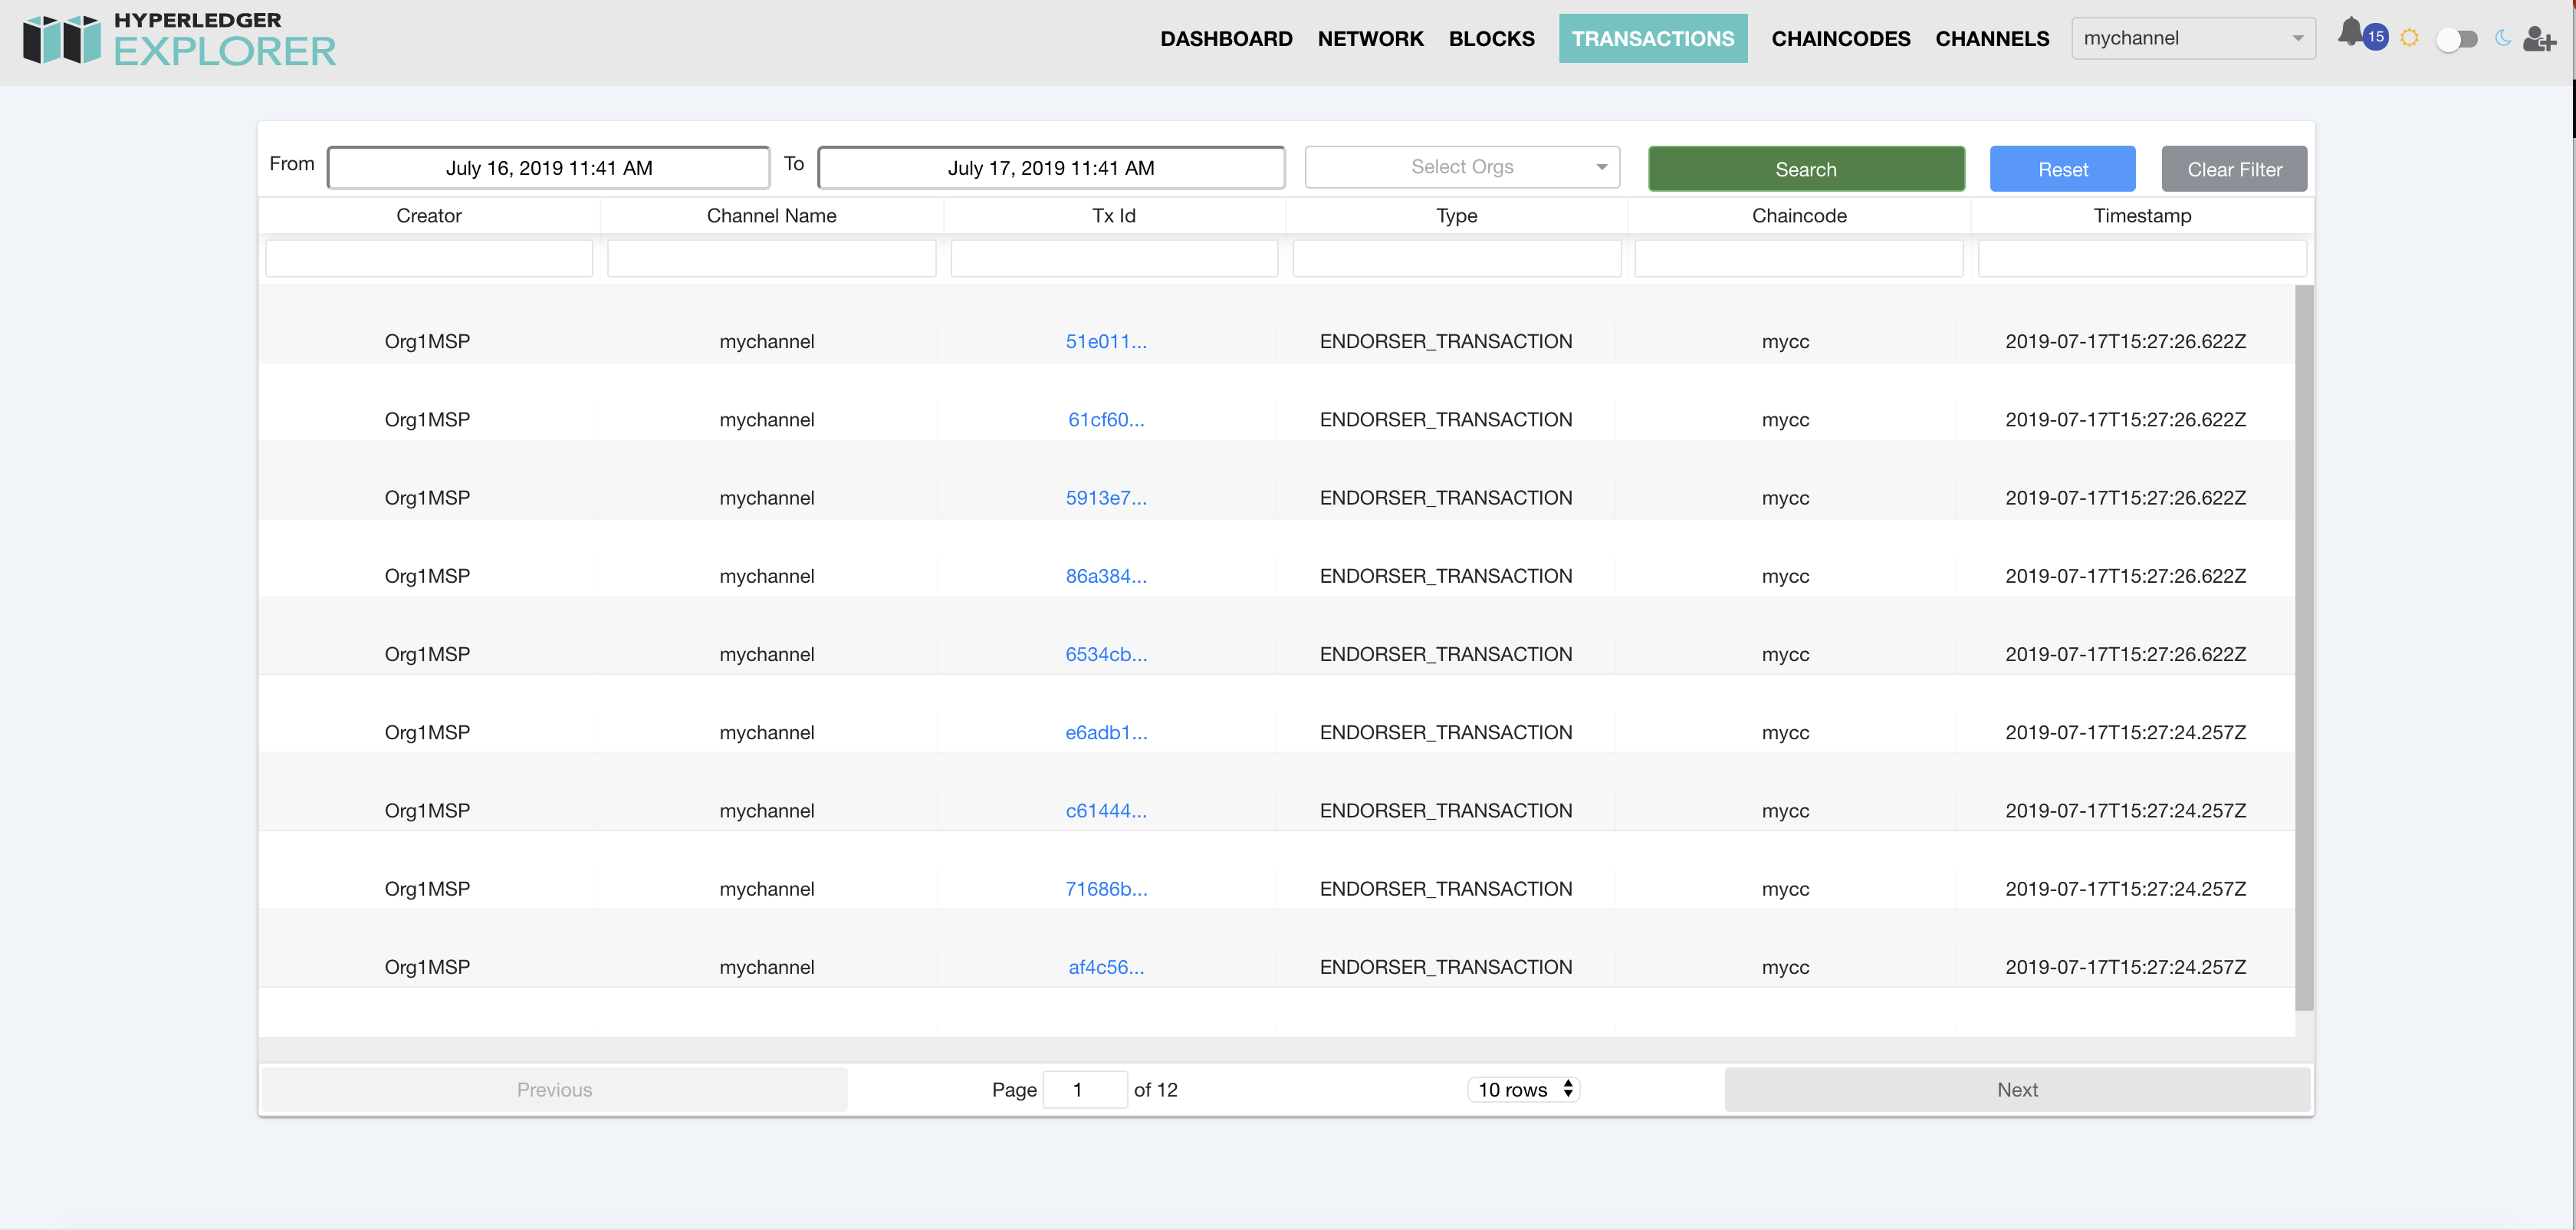 HYPERLEDGER
EXPLORER
DASHBOARD NETWORK BLOCKS TRANSACTIONS CHAINCODES CHANNELS mychannel 15
From July 16, 2019 11:41 AM To July 17, 2019 11:41 AM Select Orgs Search Reset Clear Filter
Creator Channel Name Tx Id Type Chaincode Timestamp
Org1MSP mychannel 51e011... ENDORSER_TRANSACTION mycc 2019-07-17T15:27:26.622Z
Org1MSP mychannel 61cf60... ENDORSER_TRANSACTION mycc 2019-07-17T15:27:26.622Z
Org1MSP mychannel 5913e7... ENDORSER_TRANSACTION mycc 2019-07-17T15:27:26.622Z
Org1MSP mychannel 86a384... ENDORSER_TRANSACTION mycc 2019-07-17T15:27:26.622Z
Org1MSP mychannel 6534cb... ENDORSER_TRANSACTION mycc 2019-07-17T15:27:26.622Z
Org1MSP mychannel e6adb1... ENDORSER_TRANSACTION mycc 2019-07-17T15:27:24.257Z
Org1MSP mychannel c61444... ENDORSER_TRANSACTION mycc 2019-07-17T15:27:24.257Z
Org1MSP mychannel 71686b... ENDORSER_TRANSACTION mycc 2019-07-17T15:27:24.257Z
Org1MSP mychannel af4c56... ENDORSER_TRANSACTION mycc 2019-07-17T15:27:24.257Z
Previous Page 1 of 12 10 rows Next